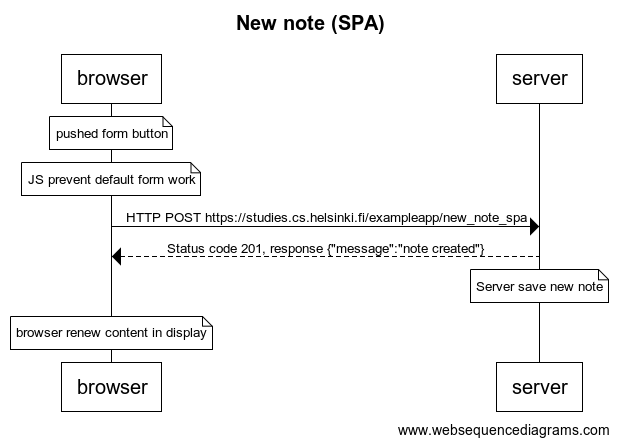 New note (SPA)
browser
server
pushed form button
JS prevent default form work
HTTP POST https://studies.cs.helsinki.fi/exampleapp/new_note_spa
Status code 201, response {"message":"note created"}
Server save new note
browser renew content in display
browser
server
www.websequencediagrams.com